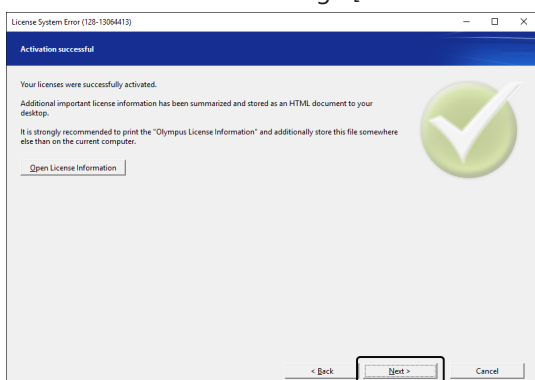 License System Error (128-13064413)
Activation successful
Your licenses were successfully activated.
Additional important license information has been summarized and stored as an HTML document to your
desktop.
It is strongly recommended to print the "Olympus License Information" and additionally store this file somewhere
else than on the current computer.
Open License Information
< Back Next > Cancel